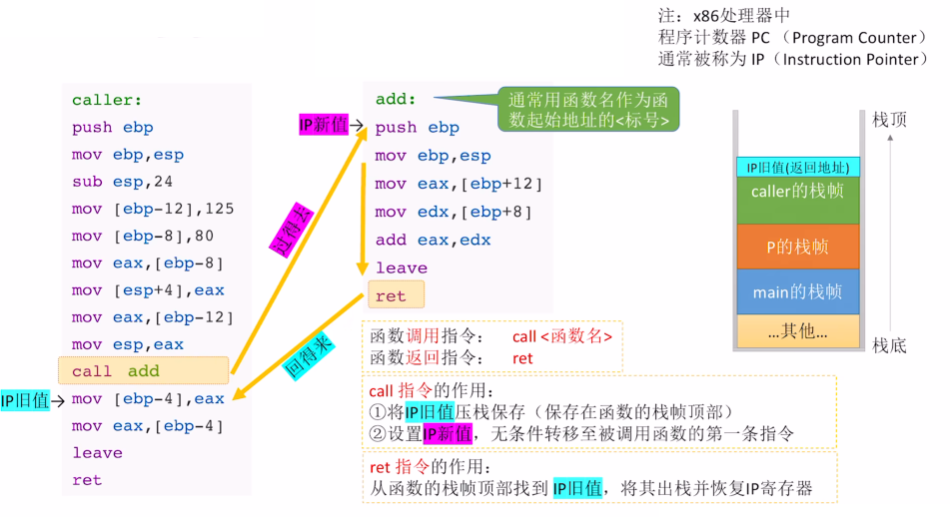 注：x86处理器中
程序计数器 PC （Program Counter）
通常被称为 IP（Instruction Pointer）
caller:
push ebp
mov ebp,esp
sub esp,24
mov [ebp-12],125
mov [ebp-8],80
mov eax,[ebp-8]
mov [esp+4],eax
mov eax,[ebp-12]
mov esp,eax
call add
IP旧值→
mov [ebp-4],eax
mov eax,[ebp-4]
leave
ret
过得去
回得来
add:
通常用函数名作为函
数起始地址的<标号>
IP新值→
push ebp
mov ebp,esp
mov eax,[ebp+12]
mov edx,[ebp+8]
add eax,edx
leave
ret
栈顶
IP旧值(返回地址)
caller的栈帧
P的栈帧
main的栈帧
...其他...
栈底
函数调用指令： call <函数名>
函数返回指令： ret
call 指令的作用：
①将IP旧值压栈保存（保存在函数的栈帧顶部）
②设置IP新值，无条件转移至被调用函数的第一条指令
ret 指令的作用：
从函数的栈帧顶部找到 IP旧值，将其出栈并恢复IP寄存器